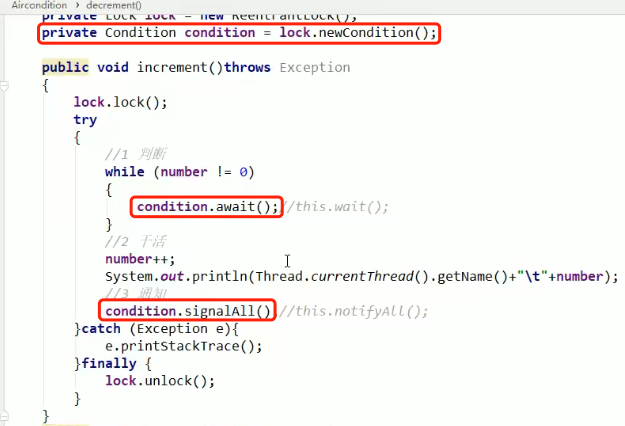 Aircondition > decrement()
private Lock lock = new ReentrantLock();
private Condition condition = lock.newCondition();
public void increment()throws Exception
{
lock.lock();
try
{
//1 判断
while (number != 0)
{
condition.await();//this.wait();
}
//2 干活
number++;
System.out.println(Thread.currentThread().getName()+"\t"+number);
//3 通知
condition.signalAll();//this.notifyAll();
}catch (Exception e){
e.printStackTrace();
}finally {
lock.unlock();
}
}